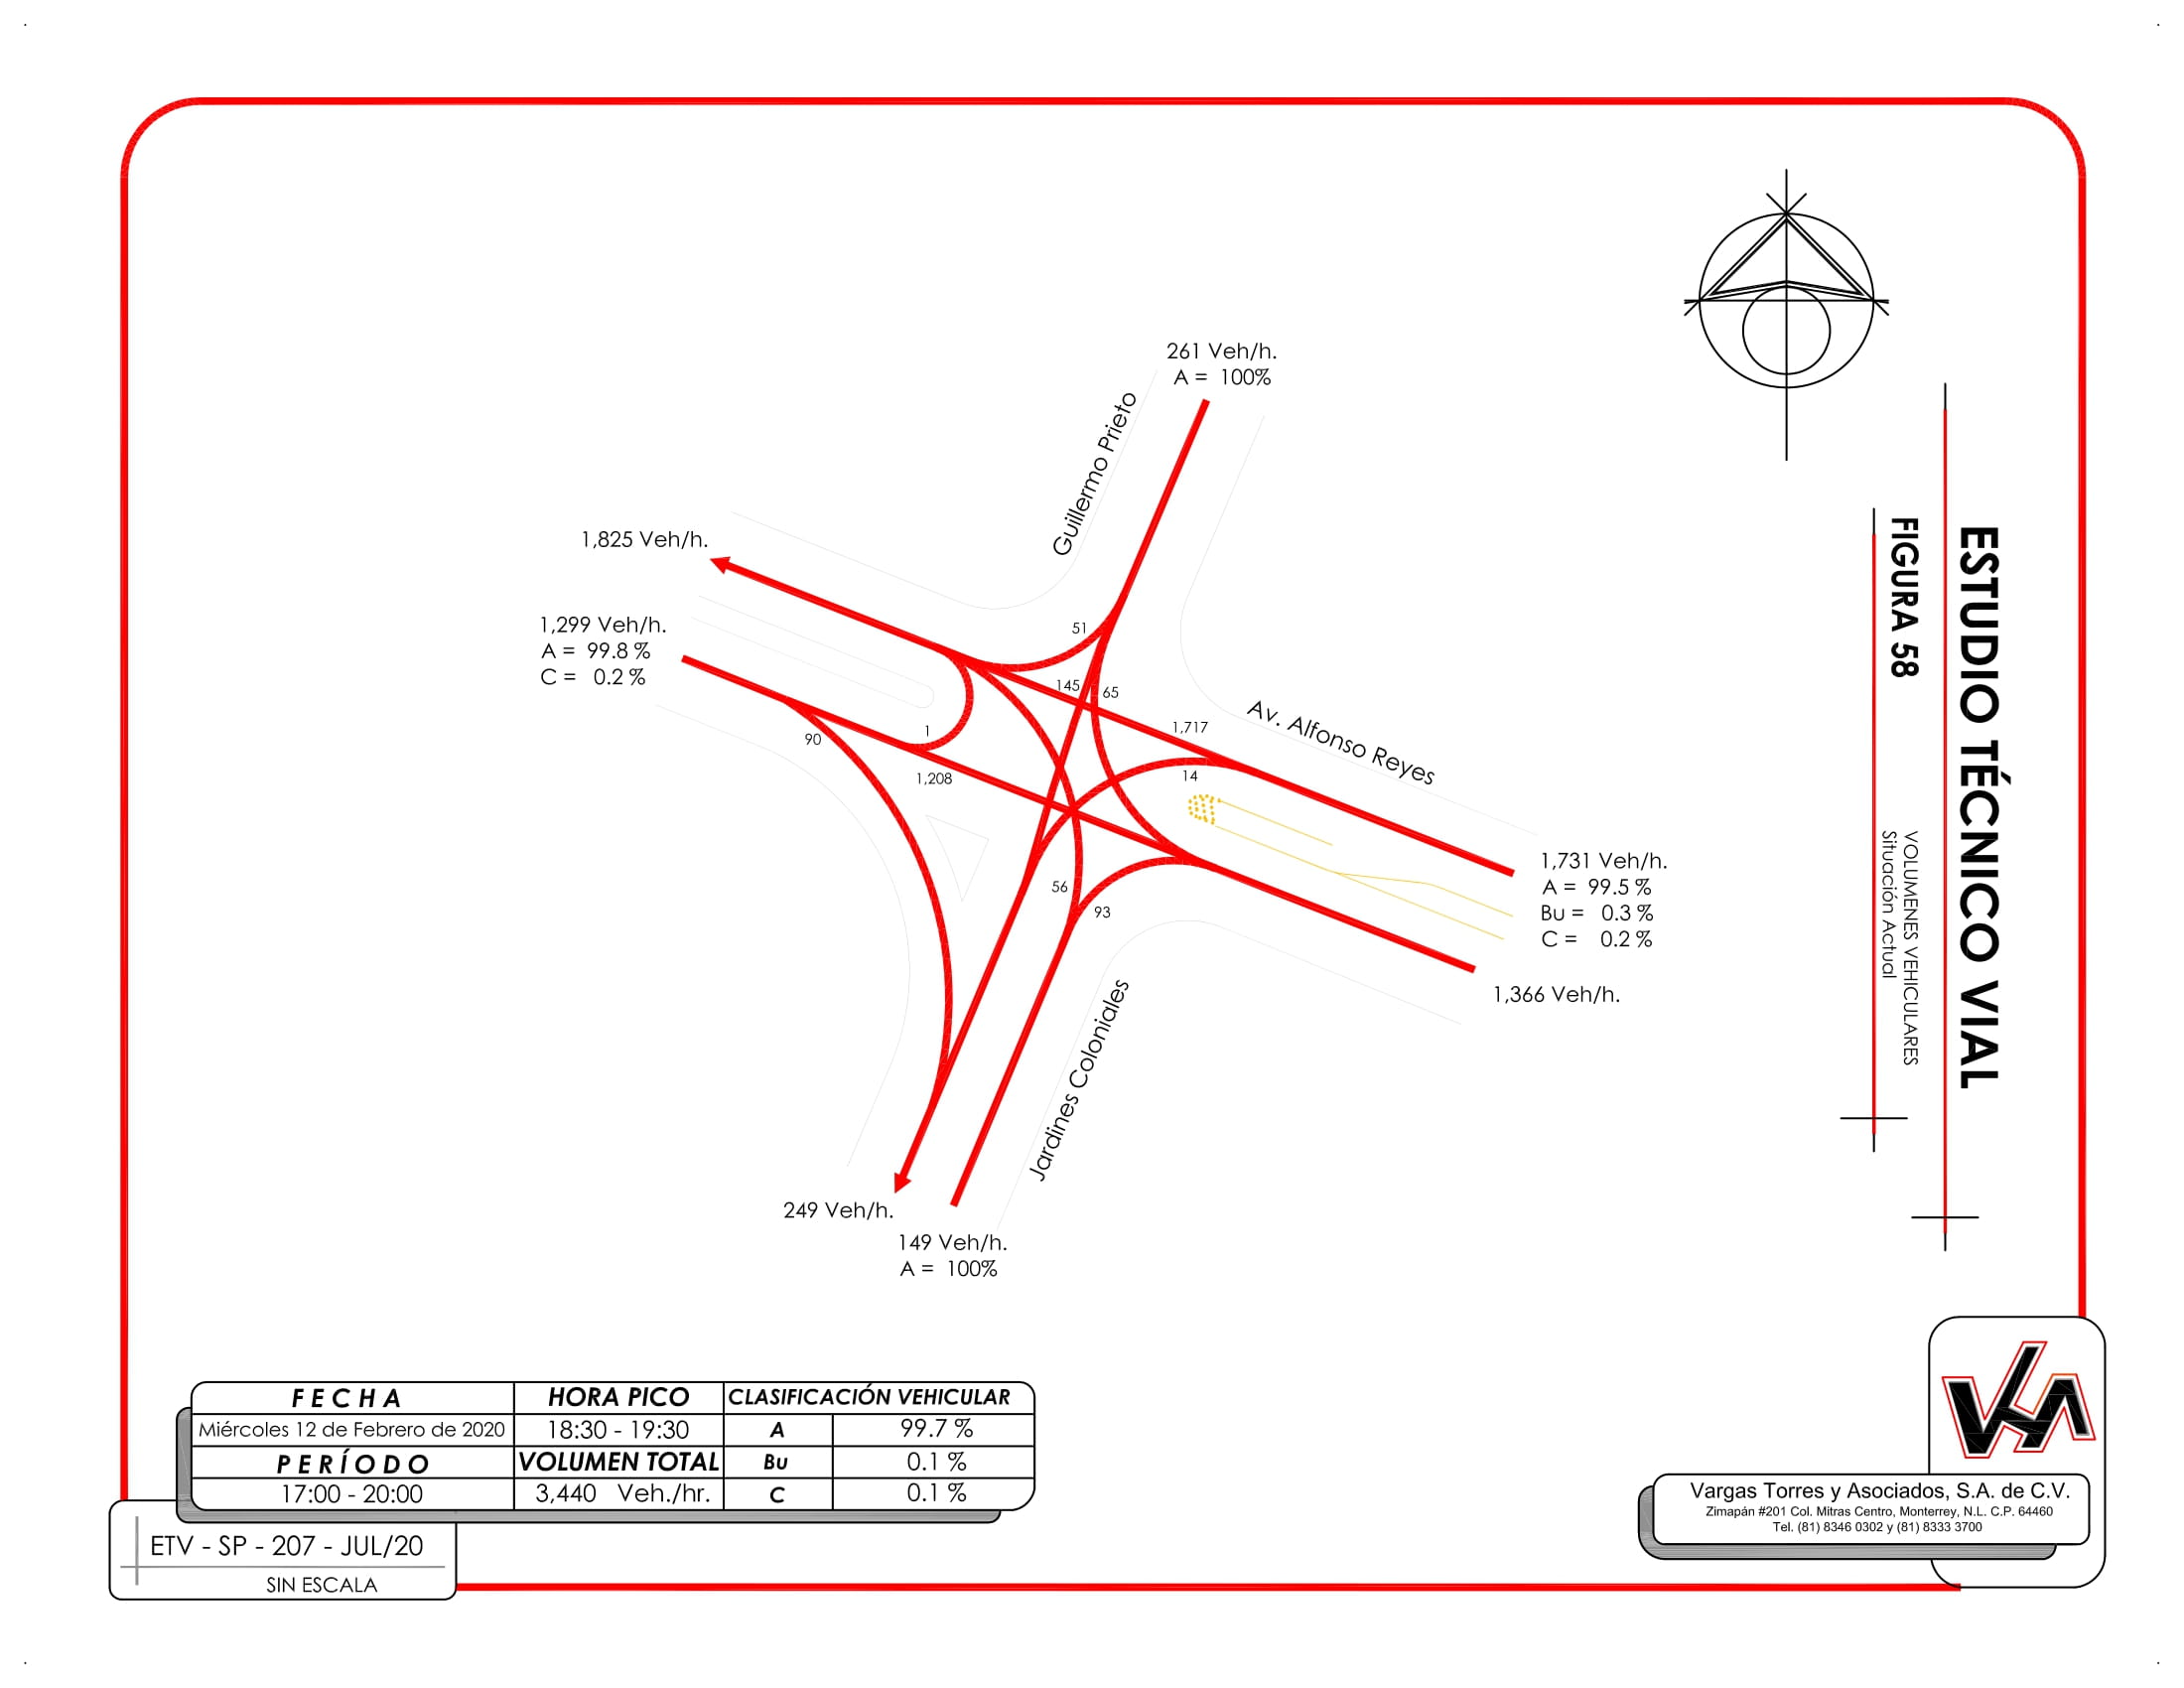 261 Veh/h.
A = 100%
Guillermo Prieto
1,825 Veh/h.
1,299 Veh/h.
A = 99.8 %
C = 0.2 %
51
145
65
1,717
Av. Alfonso Reyes
1
90
1,208
14
56
93
1,731 Veh/h.
A = 99.5 %
Bu = 0.3 %
C = 0.2 %
1,366 Veh/h.
Jardines Coloniales
249 Veh/h.
149 Veh/h.
A = 100%
ESTUDIO TÉCNICO VIAL
FIGURA 58
VOLUMENES VEHICULARES
Situación Actual
FECHA
HORA PICO
CLASIFICACIÓN VEHICULAR
Miércoles 12 de Febrero de 2020
18:30 - 19:30
A
99.7 %
PERÍODO
VOLUMEN TOTAL
Bu
0.1 %
17:00 - 20:00
3,440 Veh./hr.
C
0.1 %
ETV - SP - 207 - JUL/20
SIN ESCALA
Vargas Torres y Asociados, S.A. de C.V.
Zimapán #201 Col. Mitras Centro, Monterrey, N.L. C.P. 64460
Tel. (81) 8346 0302 y (81) 8333 3700